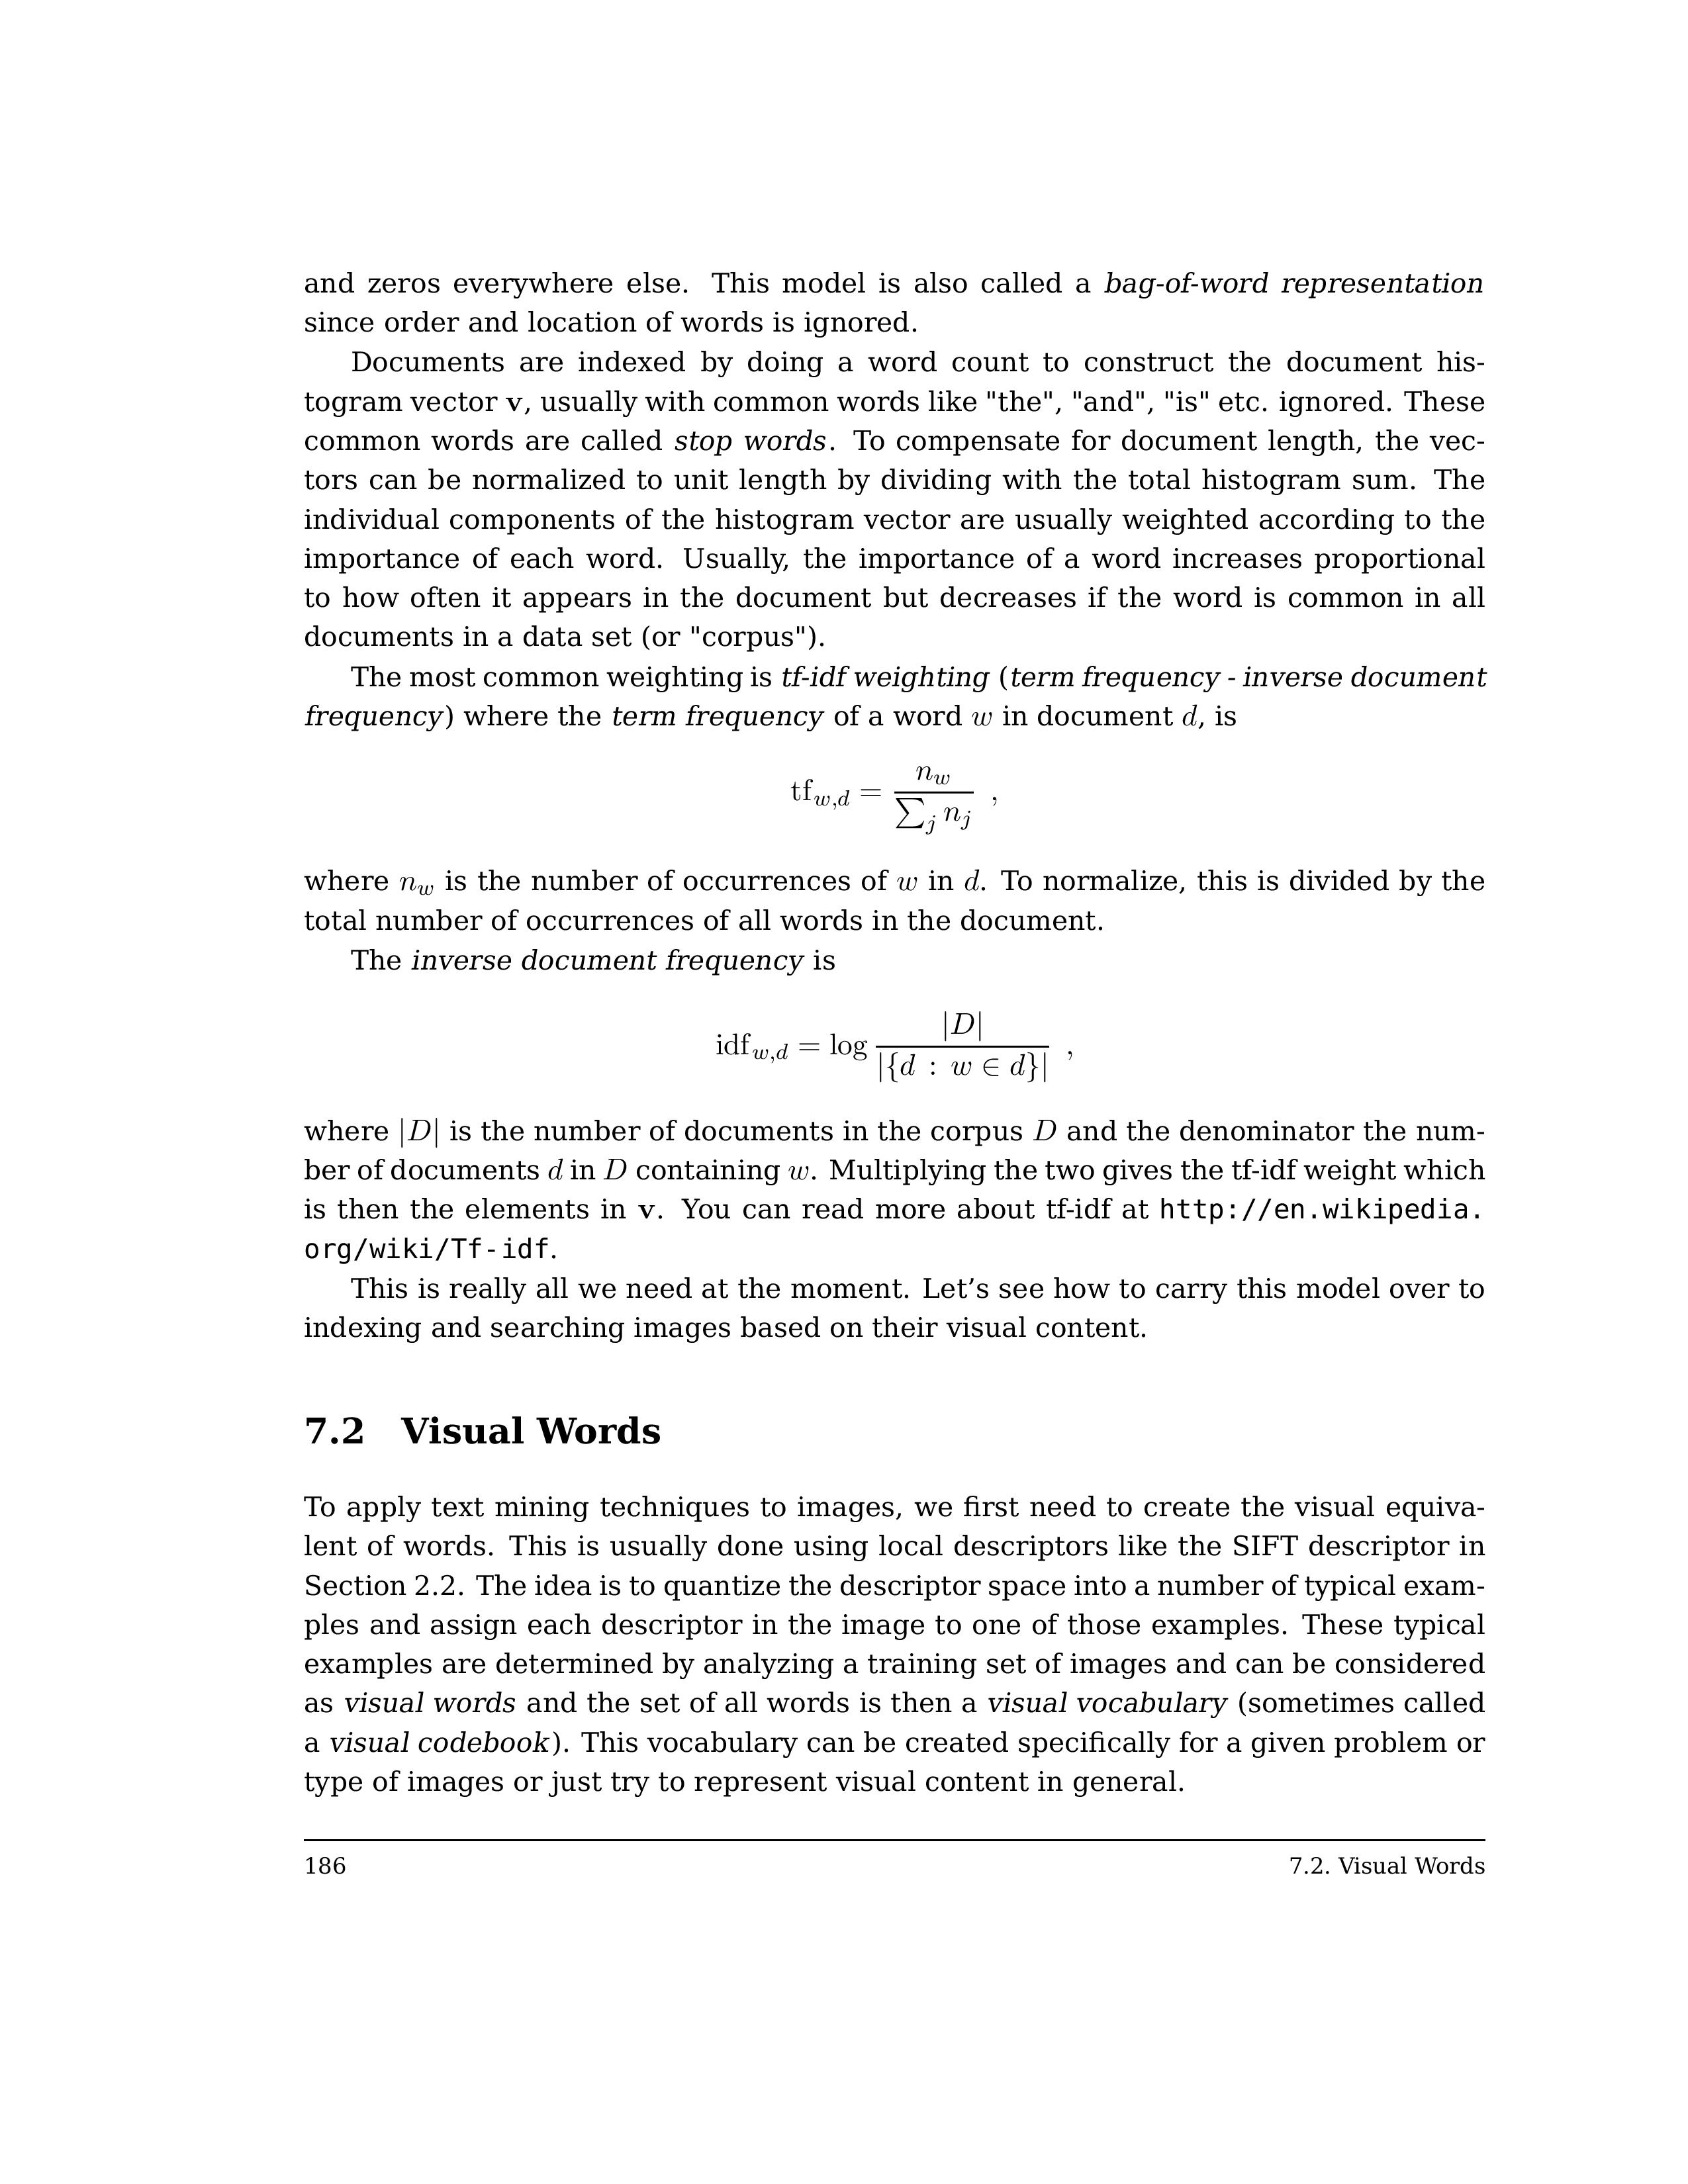 and zeros everywhere else. This model is also called a bag-of-word representation
since order and location of words is ignored.
Documents are indexed by doing a word count to construct the document his-
togram vector v, usually with common words like "the", "and", "is" etc. ignored. These
common words are called stop words. To compensate for document length, the vec-
tors can be normalized to unit length by dividing with the total histogram sum. The
individual components of the histogram vector are usually weighted according to the
importance of each word. Usually, the importance of a word increases proportional
to how often it appears in the document but decreases if the word is common in all
documents in a data set (or "corpus").
The most common weighting is tf-idf weighting (term frequency - inverse document
frequency) where the term frequency of a word w in document d, is
tf_{w,d} = \frac{n_w}{\sum_j n_j} ,
where n_w is the number of occurrences of w in d. To normalize, this is divided by the
total number of occurrences of all words in the document.
The inverse document frequency is
idf_{w,d} = \log \frac{|D|}{|\{d : w ∈ d\}|} ,
where |D| is the number of documents in the corpus D and the denominator the num-
ber of documents d in D containing w. Multiplying the two gives the tf-idf weight which
is then the elements in v. You can read more about tf-idf at http://en.wikipedia.
org/wiki/Tf-idf.
This is really all we need at the moment. Let’s see how to carry this model over to
indexing and searching images based on their visual content.
7.2 Visual Words
To apply text mining techniques to images, we first need to create the visual equiva-
lent of words. This is usually done using local descriptors like the SIFT descriptor in
Section 2.2. The idea is to quantize the descriptor space into a number of typical exam-
ples and assign each descriptor in the image to one of those examples. These typical
examples are determined by analyzing a training set of images and can be considered
as visual words and the set of all words is then a visual vocabulary (sometimes called
a visual codebook). This vocabulary can be created specifically for a given problem or
type of images or just try to represent visual content in general.
186 7.2. Visual Words